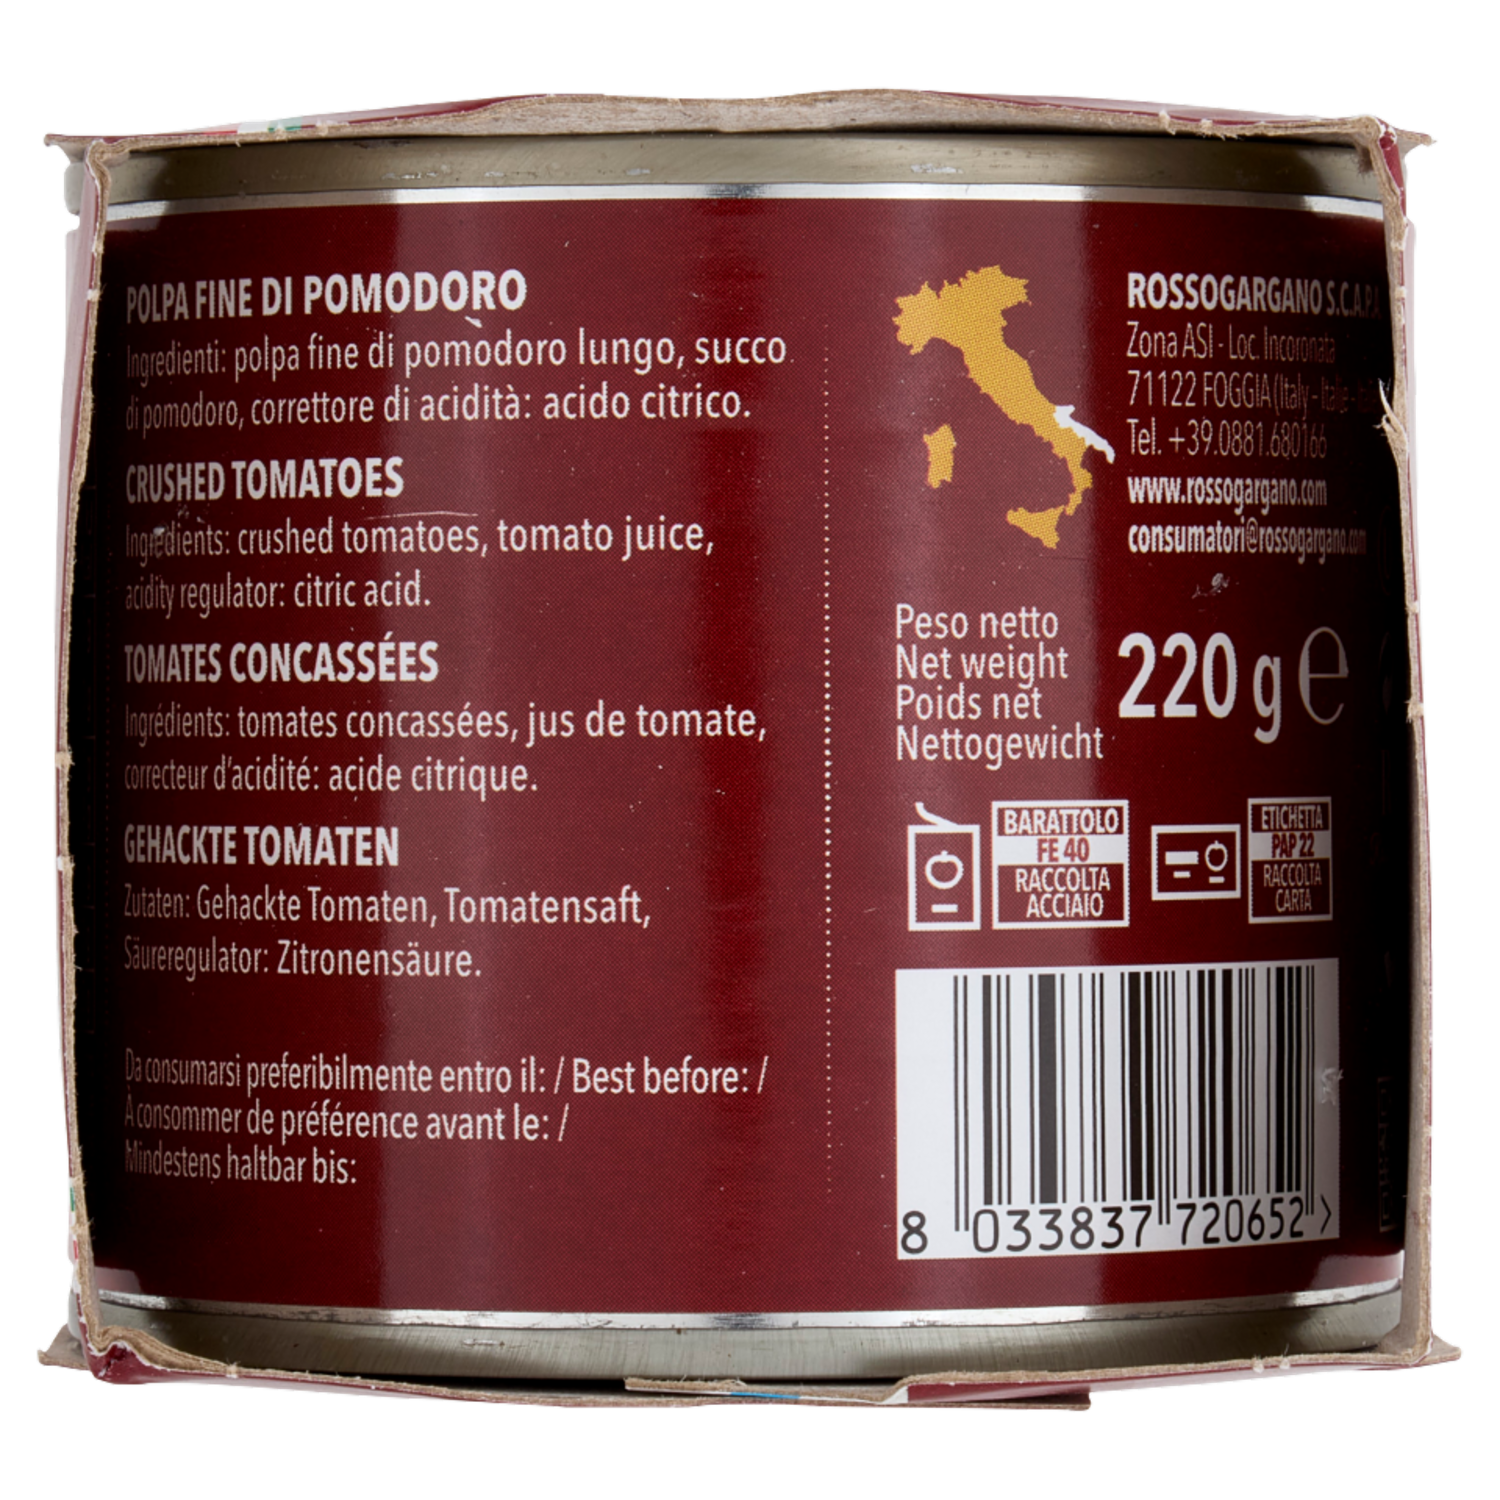 POLPA FINE DI POMODORO
Ingredienti: polpa fine di pomodoro lungo, succo
di pomodoro, correttore di acidità: acido citrico.
CRUSHED TOMATOES
Ingredients: crushed tomatoes, tomato juice,
acidity regulator: citric acid.
TOMATES CONCASSÉES
Ingrédients: tomates concassées, jus de tomate,
correcteur d'acidité: acide citrique.
GEHACKTE TOMATEN
Zutaten: Gehackte Tomaten, Tomatensaft,
Säureregulator: Zitronensäure.
Da consumarsi preferibilmente entro il: / Best before: /
À consommer de préférence avant le: /
Mindestens haltbar bis:
ROSSOGARGANO S.C.A.P.A.
Zona ASI - Loc. Incoronata
71122 FOGGIA (Italy -
Tel. +39.0881.680166
www.rossogargano.com
consumatori@rossogargano.com
Peso netto
Net weight
Poids net
Nettogewicht
220 g e
BARATTOLO
FE 40
RACCOLTA
ACCIAIO
ETICHETTA
PAP 22
RACCOLTA
CARTA
8 033837 720652 >